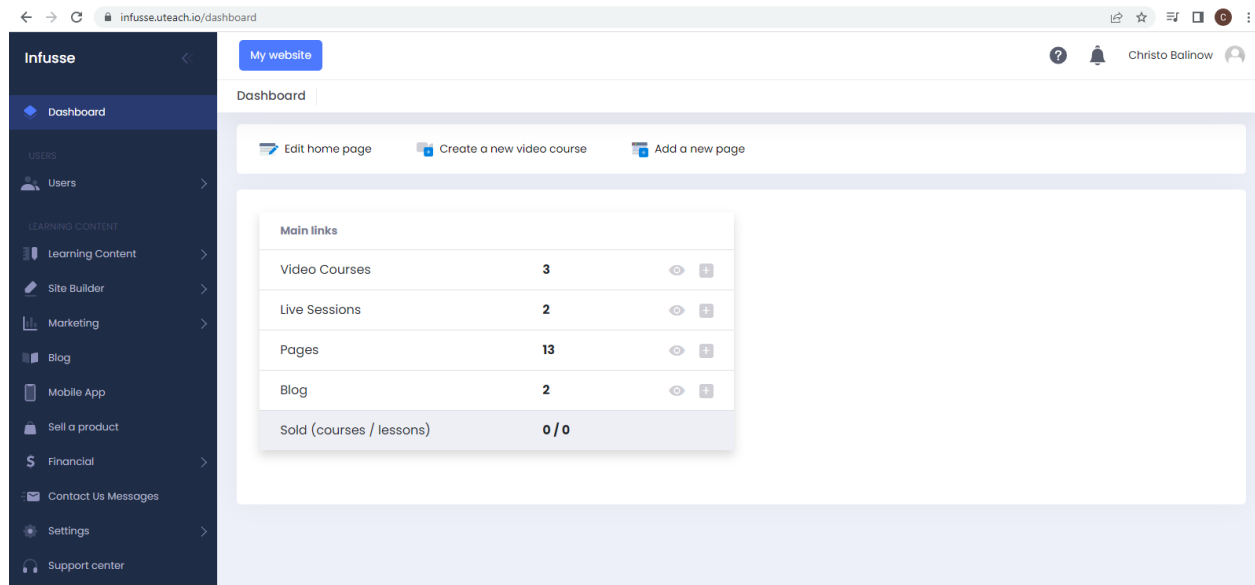 infusse.uteach.io/dashboard
C
Infusse
My website
?
Christo Balinow
Dashboard
Dashboard
USERS
Users
LEARNING CONTENT
Learning Content
Site Builder
Marketing
Blog
Mobile App
Sell a product
$ Financial
Contact Us Messages
Settings
Support center
Edit home page Create a new video course Add a new page
Main links
Video Courses 3
Live Sessions 2
Pages 13
Blog 2
Sold (courses / lessons) 0 / 0